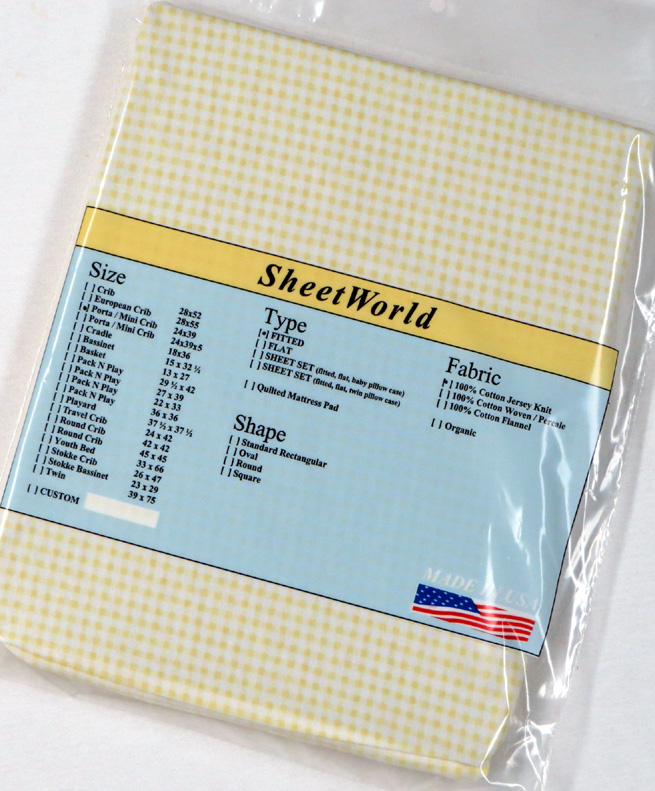 SheetWorld
Size
[ ] Crib 28x52
[ ] European Crib 28x55
[•] Porta / Mini Crib 24x39
[ ] Porta / Mini Crib 24x39x5
[ ] Cradle 18x36
[ ] Bassinet 15 x 32 ½
[ ] Basket 13 x 27
[ ] Pack N Play 29 ½ x 42
[ ] Pack N Play 27 x 39
[ ] Pack N Play 22 x 33
[ ] Pack N Play 36 x 36
[ ] Playard 37 ½ x 37 ½
[ ] Travel Crib 24 x 42
[ ] Round Crib 42 x 42
[ ] Round Crib 45 x 45
[ ] Youth Bed 33 x 66
[ ] Stokke Crib 26 x 47
[ ] Stokke Bassinet 23 x 29
[ ] Twin 39 x 75
[ ] CUSTOM
Type
[•] FITTED
[ ] FLAT
[ ] SHEET SET (fitted, flat, baby pillow case)
[ ] SHEET SET (fitted, flat, twin pillow case)
[ ] Quilted Mattress Pad
Shape
[ ] Standard Rectangular
[ ] Oval
[ ] Round
[ ] Square
Fabric
[•] 100% Cotton Jersey Knit
[ ] 100% Cotton Woven / Percale
[ ] 100% Cotton Flannel
[ ] Organic
MADE IN USA